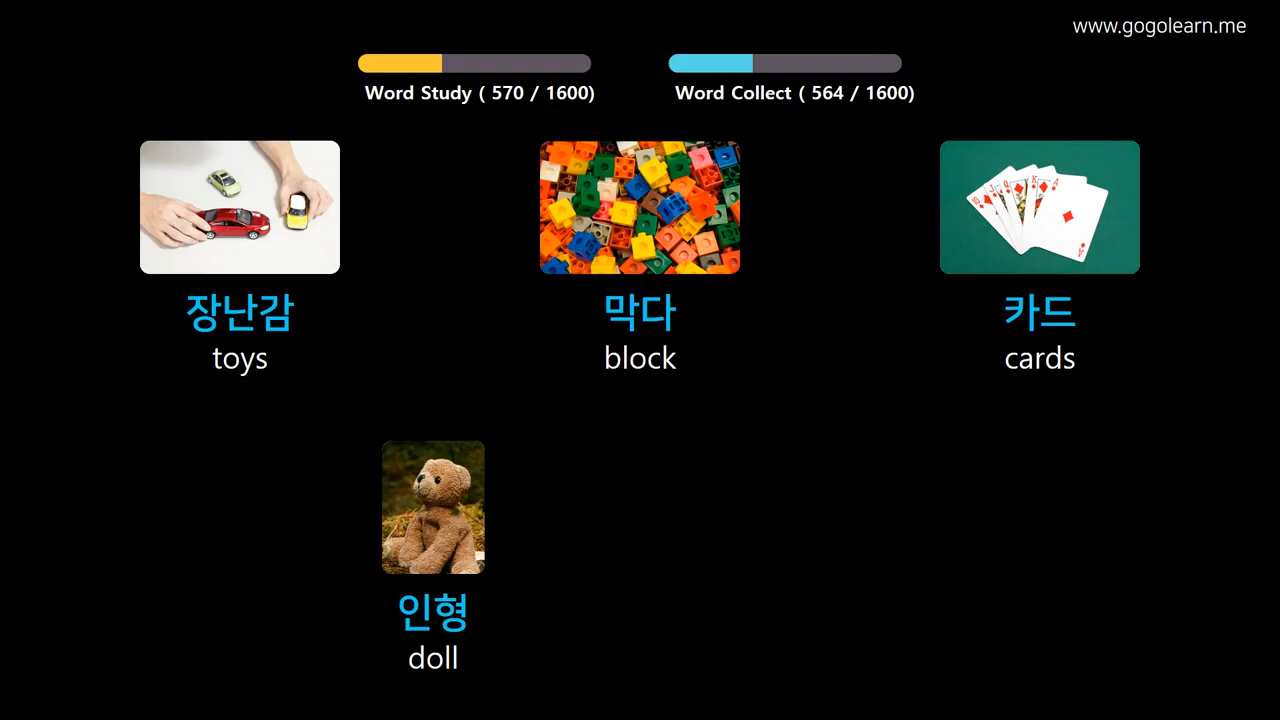 www.gogolearn.me
Word Study ( 570 / 1600)
Word Collect ( 564 / 1600)
장난감
toys
막다
block
카드
cards
인형
doll